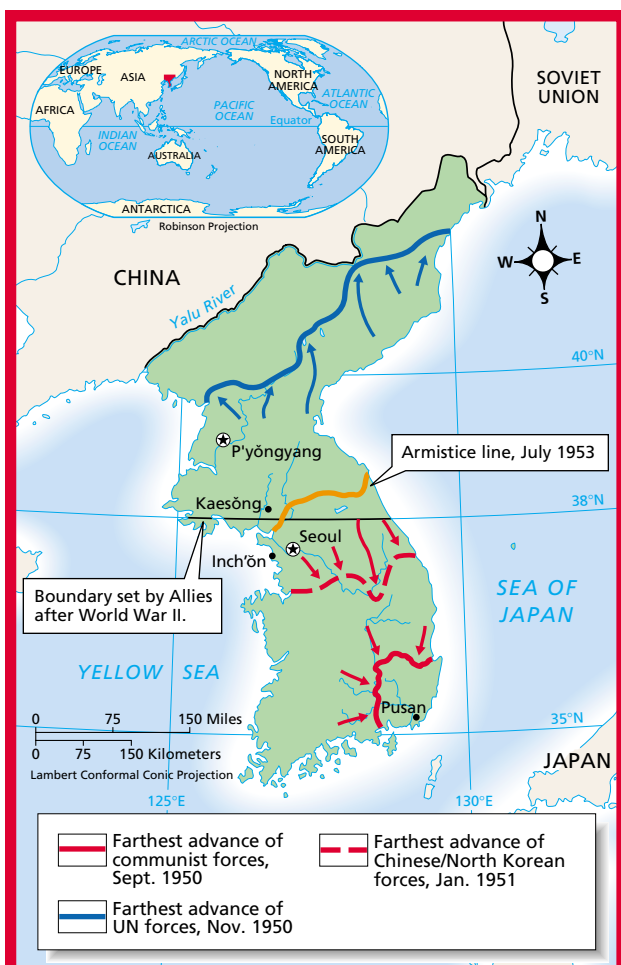 ARCTIC OCEAN
EUROPE
ASIA
NORTH
AMERICA
ATLANTIC
OCEAN
AFRICA
PACIFIC
OCEAN
Equator
INDIAN
OCEAN
SOUTH
AMERICA
AUSTRALIA
ANTARCTICA
Robinson Projection
SOVIET
UNION
N
W
E
S
CHINA
Yalu River
40°N
P'yŏngyang
Armistice line, July 1953
Kaesŏng
38°N
Seoul
Inch'ŏn
Boundary set by Allies
after World War II.
SEA OF
JAPAN
YELLOW SEA
Pusan
0 75 150 Miles
0 75 150 Kilometers
Lambert Conformal Conic Projection
35°N
JAPAN
125°E
130°E
Farthest advance of
communist forces,
Sept. 1950
Farthest advance of
UN forces, Nov. 1950
Farthest advance of
Chinese/North Korean
forces, Jan. 1951